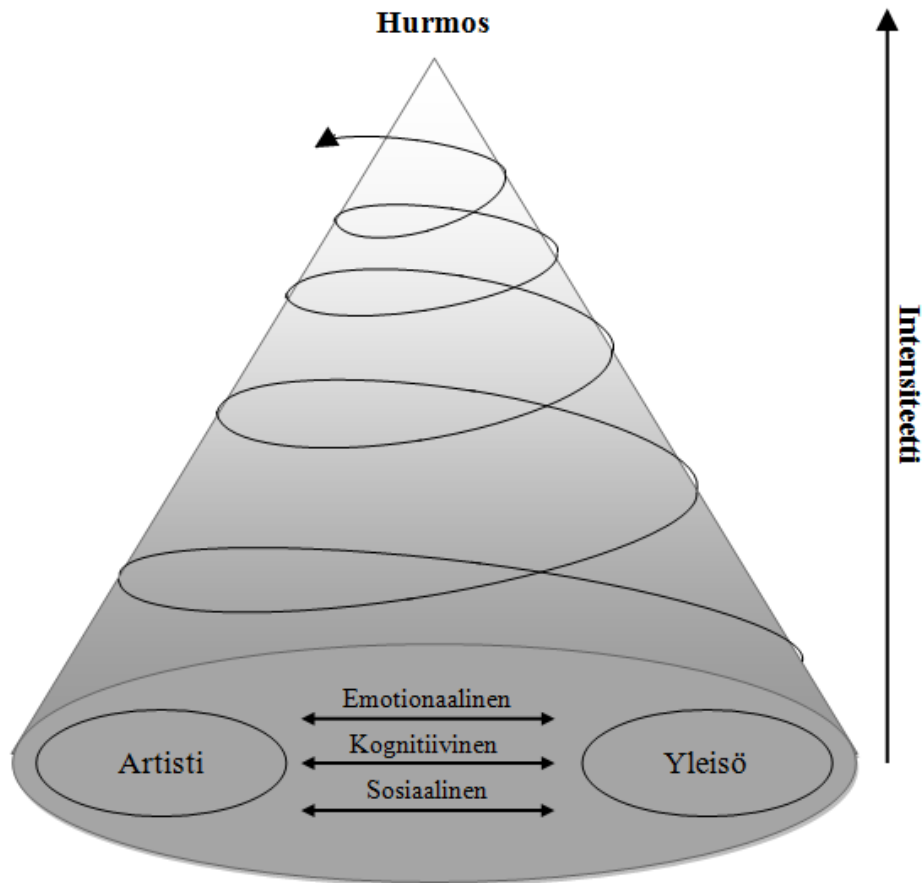 Hurmos
Intensiteetti
Emotionaalinen
Artisti
Kognitiivinen
Yleisö
Sosiaalinen